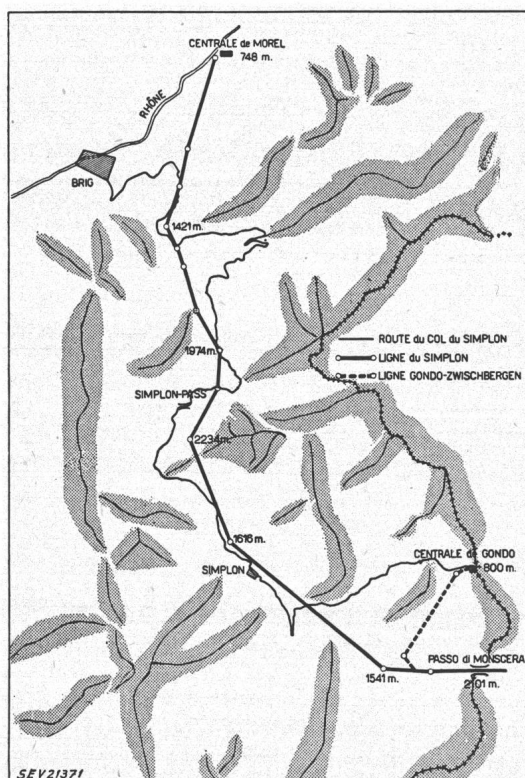 CENTRALE de MOREL
748 m.
RHÔNE
BRIG
1421 m.
ROUTE du COL du SIMPLON
1974 m.
LIGNE du SIMPLON
LIGNE GONDO-ZWISCHBERGEN
SIMPLON-PASS
2234 m.
1616 m.
CENTRALE de GONDO
800 m.
SIMPLON
PASSO di MONSCERA
1541 m.
2101 m.
SEV21371